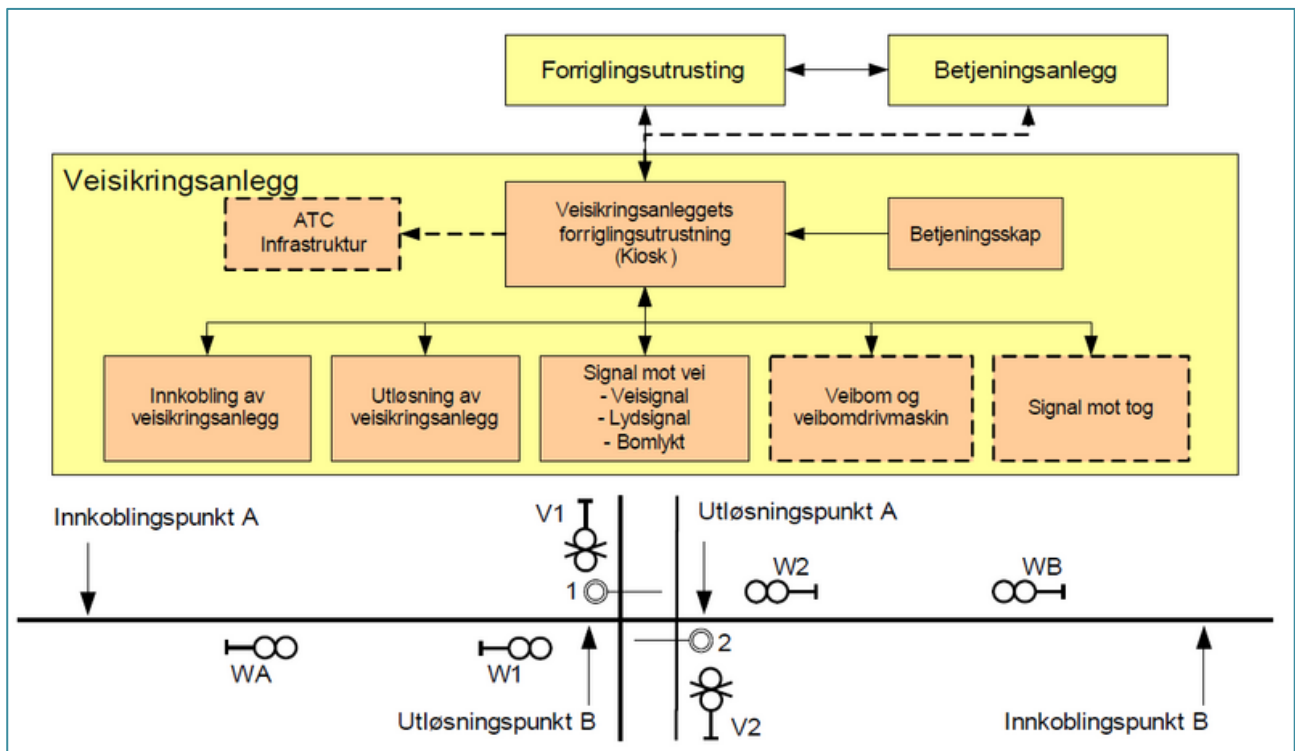 Forriglingsutrusting
Betjeningsanlegg
Veisikringsanlegg
ATC
Infrastruktur
Veisikringsanleggets
forriglingsutrustning
(Kiosk )
Betjeningsskap
Innkobling av
veisikringsanlegg
Utløsning av
veisikringsanlegg
Signal mot vei
- Veisignal
- Lydsignal
- Bomlykt
Veibom og
veibomdrivmaskin
Signal mot tog
Innkoblingspunkt A
V1
Utløsningspunkt A
W2
WB
1
2
WA
W1
Utløsningspunkt B
V2
Innkoblingspunkt B